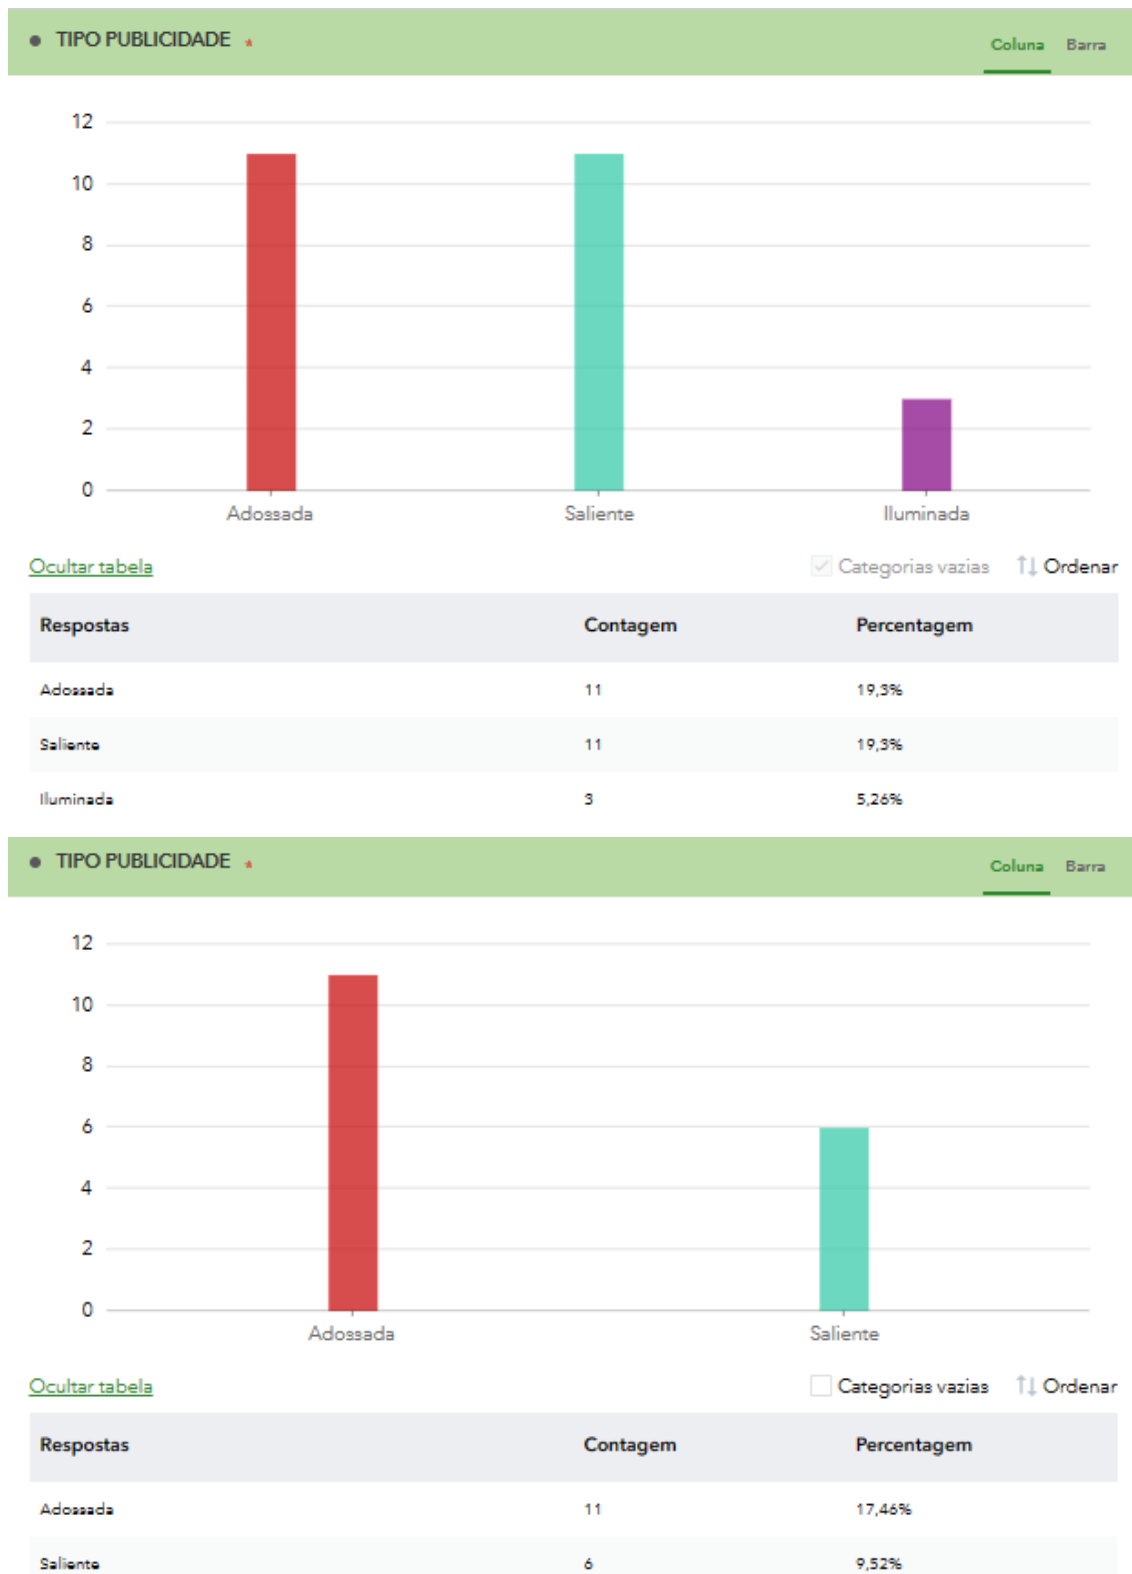 TIPO PUBLICIDADE *
Coluna Barra
12
10
8
6
4
2
0
Adossada Saliente Iluminada
Ocultar tabela Categorias vazias Ordenar
Respostas Contagem Percentagem
Adossada 11 19,3%
Saliente 11 19,3%
Iluminada 3 5,26%
TIPO PUBLICIDADE *
Coluna Barra
12
10
8
6
4
2
0
Adossada Saliente
Ocultar tabela Categorias vazias Ordenar
Respostas Contagem Percentagem
Adossada 11 17,46%
Saliente 6 9,52%